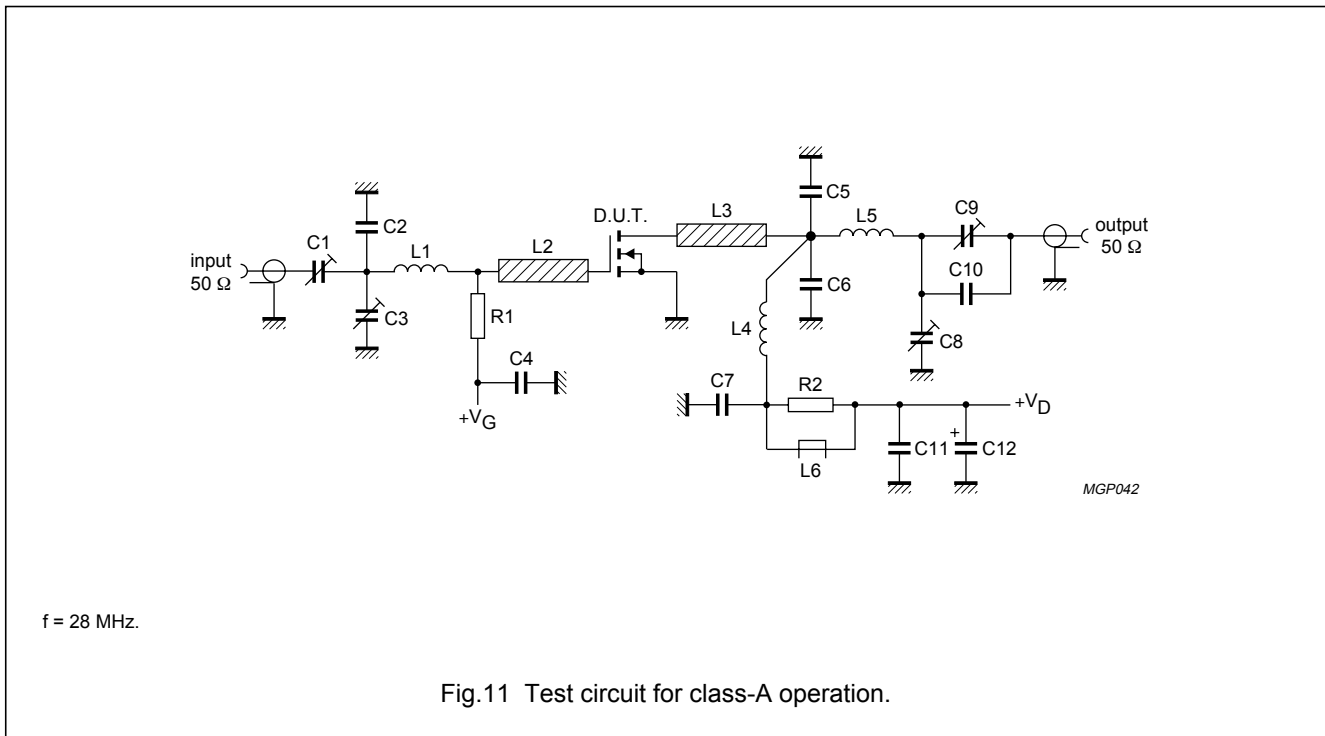 C5
C2
D.U.T.
L3
L5
C9
output
50 Ω
C1
L1
L2
input
50 Ω
C6
C10
C3
R1
L4
C8
C4
C7
R2
+VD
+VG
L6
C11
+
C12
MGP042
f = 28 MHz.
Fig.11 Test circuit for class-A operation.